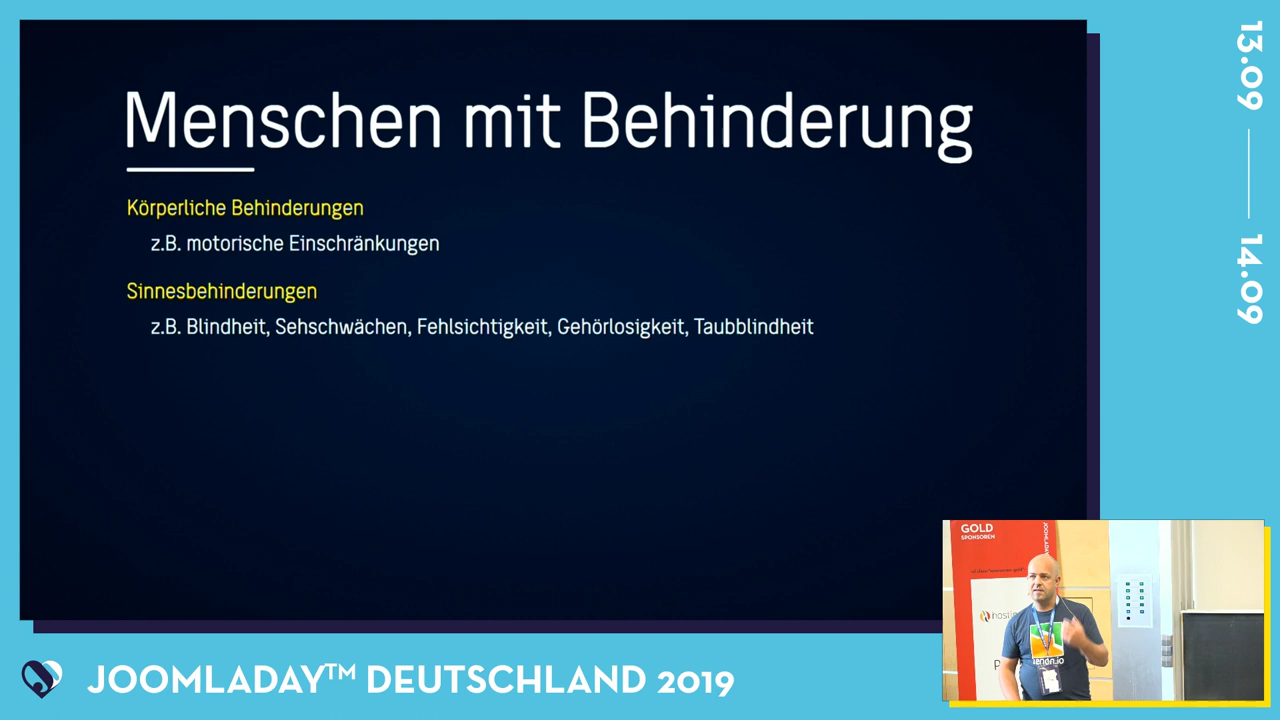 Menschen mit Behinderung
Körperliche Behinderungen
z.B. motorische Einschränkungen
Sinnesbehinderungen
z.B. Blindheit, Sehschwächen, Fehlsichtigkeit, Gehörlosigkeit, Taubblindheit
13.09
14.09
GOLD
SPONSOREN
JOOMLADAY™ DEUTSCHLAND 2019